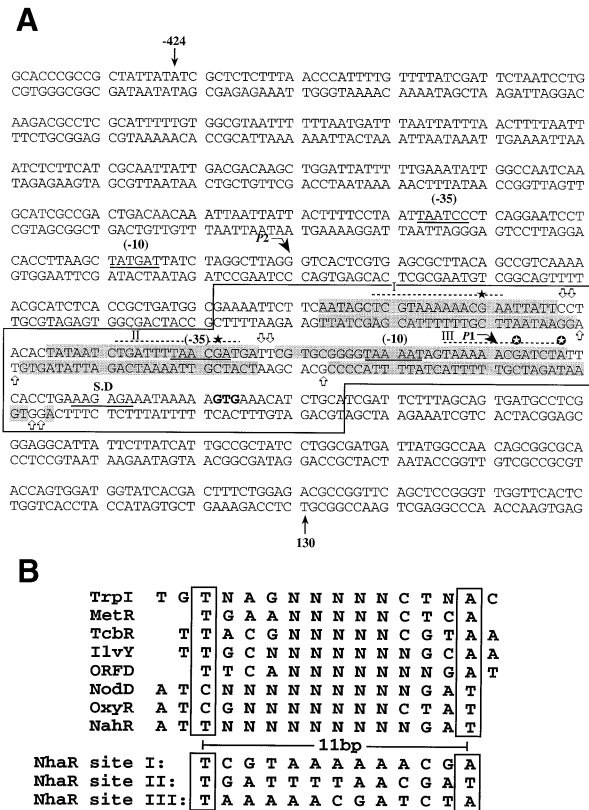 A
-424
GCACCCGCCG CTATTATATC GCTCTCTTTA ACCCATTTTG TTTTATCGAT TCTAATCCTG
CGTGGGCGGC GATAATATAG CGAGAGAAAT TGGGTAAAAC AAAATAGCTA AGATTAGGAC
AAGACGCCTC GCATTTTTGT GGCGTAATTT TTTAATGATT TAATTATTTA ACTTTTAATT
TTCTGCGGAG CGTAAAAACA CCGCATTAAA AAATTACTAA ATTAATAAAT TGAAAATTAA
ATCTCTTCAT CGCAATTATT GACGACAAGC TGGATTATTT TTGAAATATT GGCCAATCAA
TAGAGAAGTA GCGTTAATAA CTGCTGTTCG ACCTAATAAA AACTTTATAA CCGGTTAGTT
(-35)
GCATCGCCGA CTGACAACAA ATTAATTATT ACTTTTCCTAA TTAATCCCT CAGGAATCCT
CGTAGCGGCT GACTGTTGTT TAATTAATAA TGAAAAGGAT TAATTAGGGA GTCCTTAGGA
(-10) P2
CACCTTAAGC TATGATTATC TAGGCTTAGG GTCACTCGTG AGCGCTTACA GCCGTCAAAA
GTGGAATTCG ATACTAATAG ATCCGAATCC CAGTGAGCAC TCGCGAATGT CGGCAGTTTT
I
ACGCATCTCA CCGCTGATGG CGAAAATTCT TCAATAGCTC GTAAAAAACG AATTATTCCT
TGCGTAGAGT GGCGACTACC GCTTTTAAGA AGTTATCGAG CATTTTTTGC TTAATAAGGA
II (-35) (-10) III P1
ACACTATAAT CTGATTTTAA CGATGATTCG TGCGGGGTAA AATAGTAAAA ACGATCTATT
TGTGATATTA GACTAAAATT GCTACTAAGC ACGCCCCATT TTATCATTTT TGCTAGATAA
S.D
CACCTGAAAG AGAAATAAAA AGTGAAACAT CTGCATCGAT TCTTTAGCAG TGATGCCTCG
GTGGACTTTC TCTTTATTTT TCACTTTGTA GACGTAGCTA AGAAATCGTC ACTACGGAGC
GGAGGCATTA TTCTTATCAT TGCCGCTATC CTGGCGATGA TTATGGCCAA CAGCGGCGCA
CCTCCGTAAT AAGAATAGTA ACGGCGATAG GACCGCTACT AATACCGGTT GTCGCCGCGT
ACCAGTGGAT GGTATCACGA CTTTCTGGAG ACGCCGGTTC AGCTCCGGGT TGGTTCACTC
TGGTCACCTA CCATAGTGCT GAAAGACCTC TGCGGCCAAG TCGAGGCCCA ACCAAGTGAG
130
B
TrpI T G T N A G N N N N N C T N A C
MetR T G A A N N N N N C T C A
TcbR T T A C G N N N N N C G T A A
IlvY T T G C N N N N N N G C A A
ORFD T T C A N N N N N N G A T
NodD A T C N N N N N N N N N G A T
OxyR A T C G N N N N N N N C T A T
NahR A T T N N N N N N N N N G A T
11bp
NhaR site I: T C G T A A A A A A C G A
NhaR site II: T G A T T T T A A C G A T
NhaR site III: T A A A A A C G A T C T A